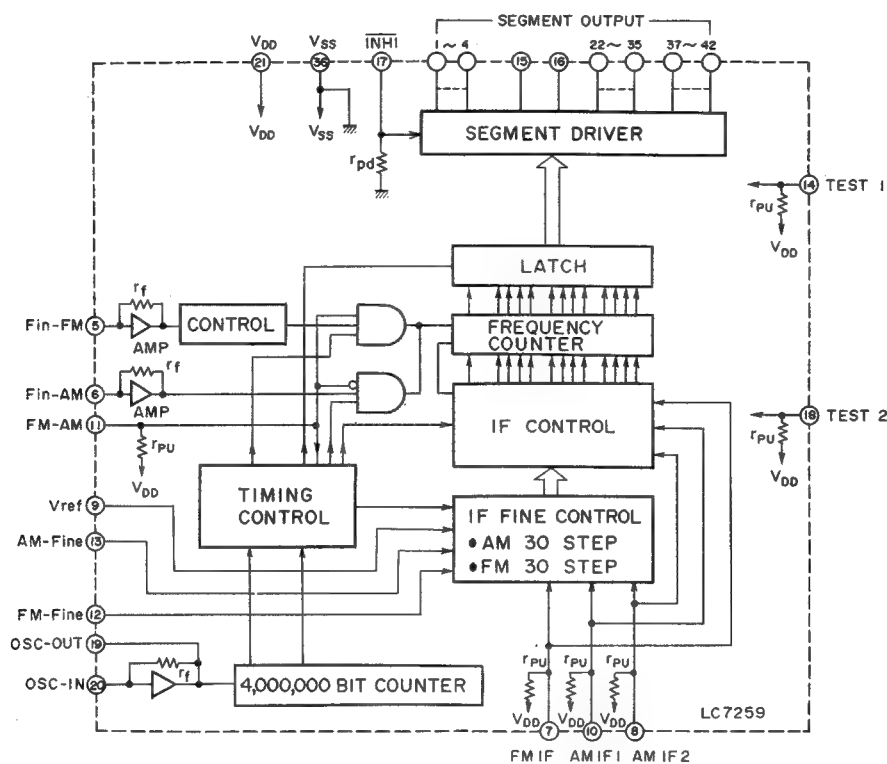 SEGMENT OUTPUT
VDD VSS INHI 1 ~ 4 22 ~ 35 37 ~ 42
21 36 17 15 16
VDD VSS
SEGMENT DRIVER
rpd
14 TEST 1
rPU
VDD
LATCH
rf
Fin-FM 5 CONTROL
AMP
FREQUENCY
COUNTER
rf
Fin-AM 6
AMP
FM-AM 11
rPU
VDD
IF CONTROL
18 TEST 2
rPU
VDD
TIMING
CONTROL
Vref 9
AM-Fine 13
IF FINE CONTROL
•AM 30 STEP
•FM 30 STEP
FM-Fine 12
OSC-OUT 19
rf
OSC-IN 20
4,000,000 BIT COUNTER
rPU rPU rPU
VDD VDD VDD
LC7259
7 10 8
FM IF AM IF1 AM IF2